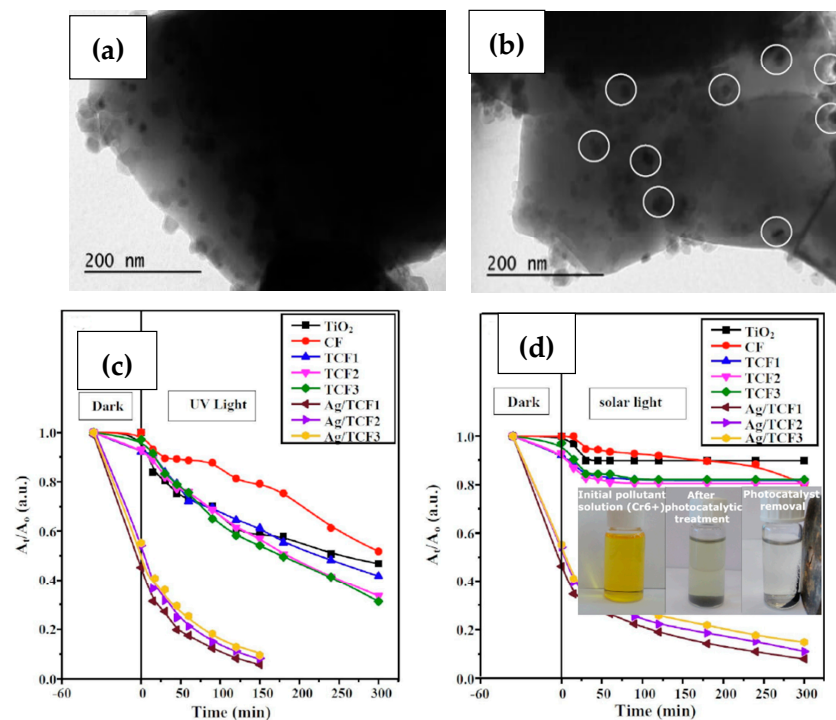 (a)
200 nm
(b)
200 nm
(c)
Dark
UV Light
TiO₂
CF
TCF1
TCF2
TCF3
Ag/TCF1
Ag/TCF2
Ag/TCF3
Aₜ/Aₒ (a.u.)
1.0
0.8
0.6
0.4
0.2
0.0
-60
0
50
100
150
200
250
300
Time (min)
(d)
Dark
solar light
TiO₂
CF
TCF1
TCF2
TCF3
Ag/TCF1
Ag/TCF2
Ag/TCF3
Initial pollutant
solution (Cr6+)
After
photocatalytic
treatment
Photocatalyst
removal
Aₜ/Aₒ (a.u.)
1.0
0.8
0.6
0.4
0.2
0.0
-60
0
50
100
150
200
250
300
Time (min)